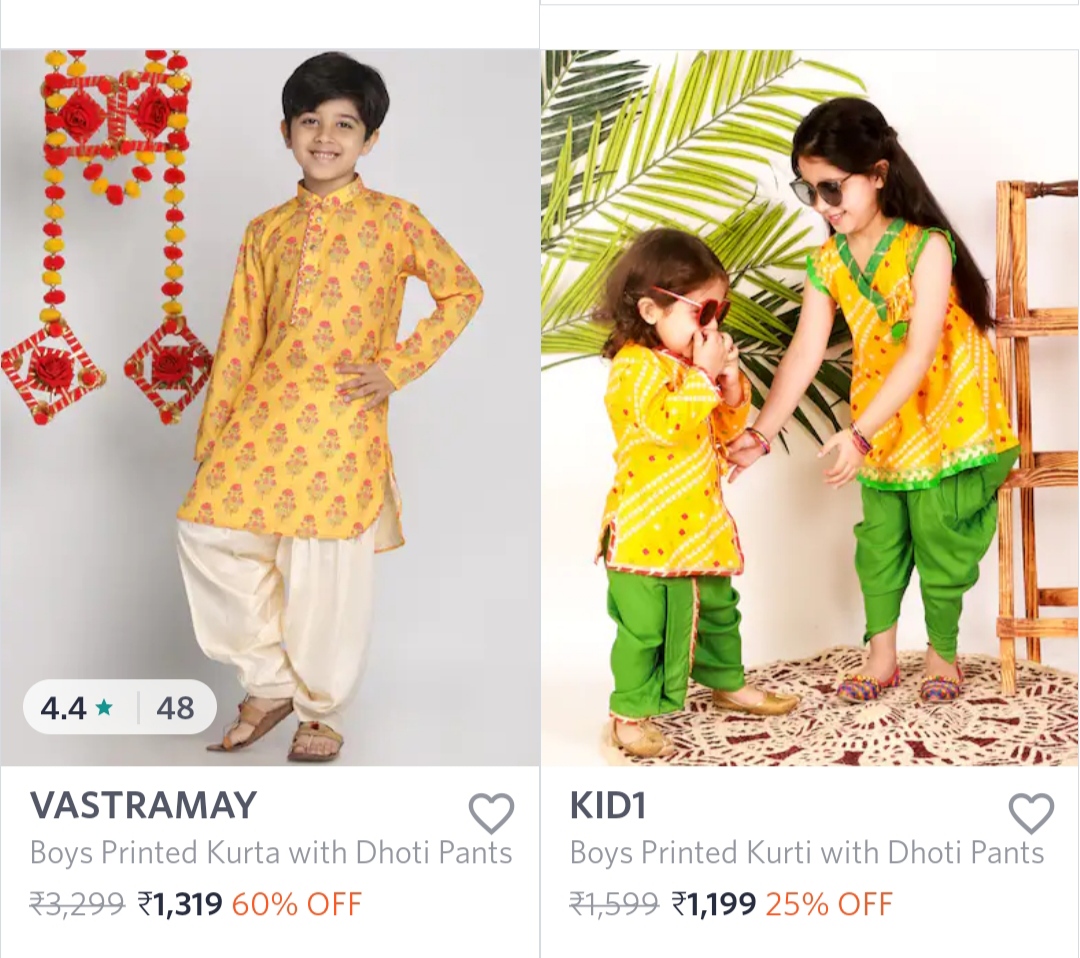 4.4 ★ | 48
VASTRAMAY
Boys Printed Kurta with Dhoti Pants
₹3,299 ₹1,319 60% OFF
KID1
Boys Printed Kurti with Dhoti Pants
₹1,599 ₹1,199 25% OFF